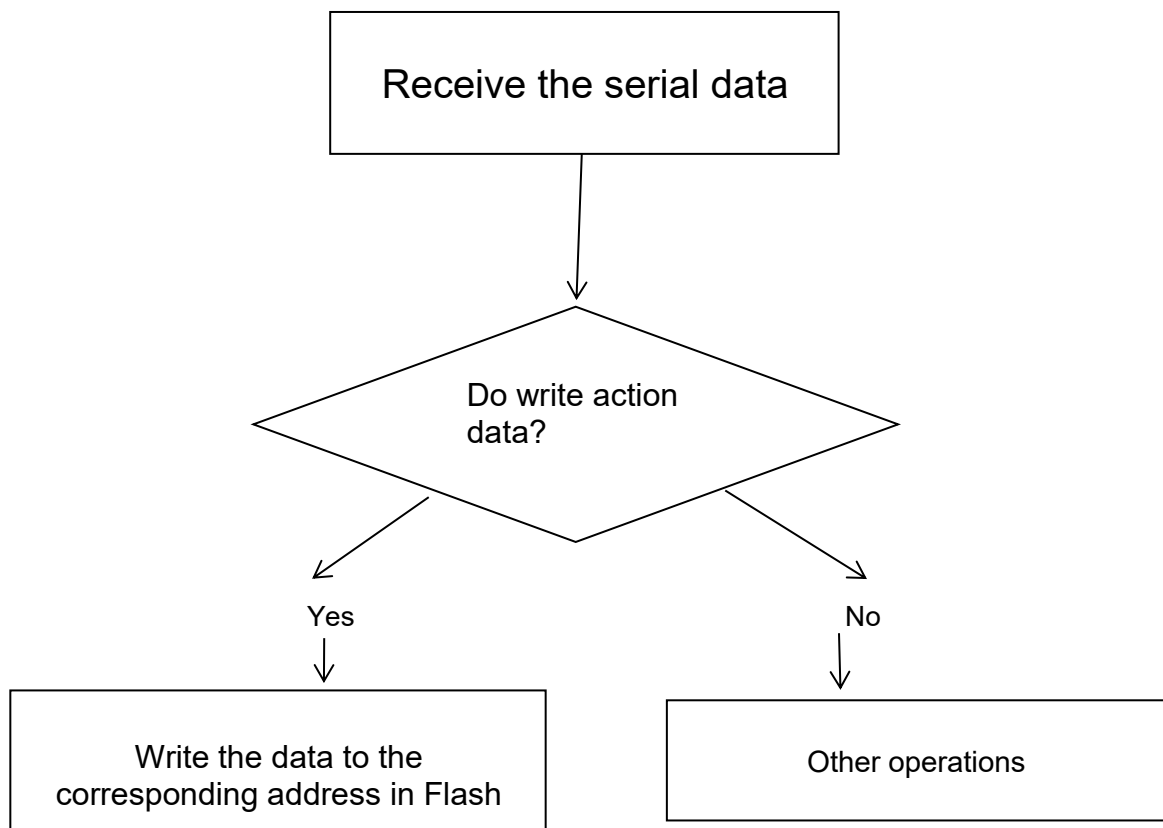 Receive the serial data
Do write action
data?
Yes
No
Write the data to the
corresponding address in Flash
Other operations